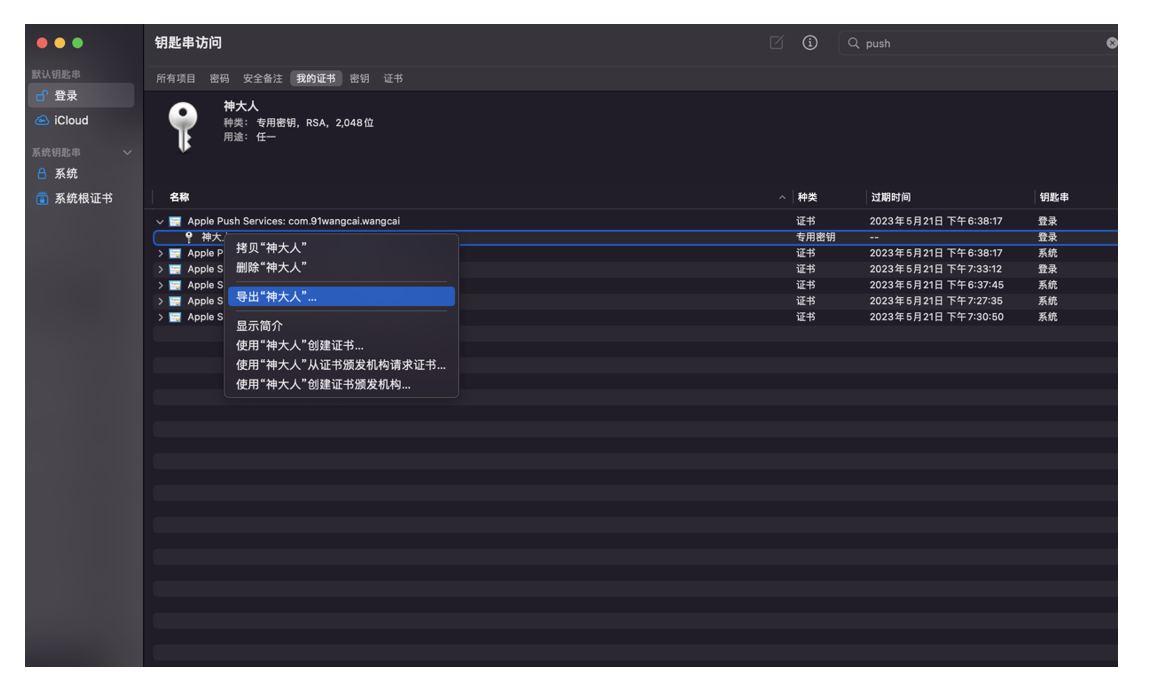 钥匙串访问
push
默认钥匙串
登录
iCloud
系统钥匙串
系统
系统根证书
所有项目 密码 安全备注 我的证书 密钥 证书
神大人
种类： 专用密钥，RSA，2,048 位
用途： 任一
名称 种类 过期时间 钥匙串
Apple Push Services: com.91wangcai.wangcai 证书 2023年5月21日 下午6:38:17 登录
神大 专用密钥 -- 登录
Apple P 证书 2023年5月21日 下午6:38:17 系统
Apple S 证书 2023年5月21日 下午7:33:12 登录
Apple S 证书 2023年5月21日 下午6:37:45 系统
Apple S 证书 2023年5月21日 下午7:27:35 系统
Apple S 证书 2023年5月21日 下午7:30:50 系统
拷贝“神大人”
删除“神大人”
导出“神大人”...
显示简介
使用“神大人”创建证书...
使用“神大人”从证书颁发机构请求证书...
使用“神大人”创建证书颁发机构...